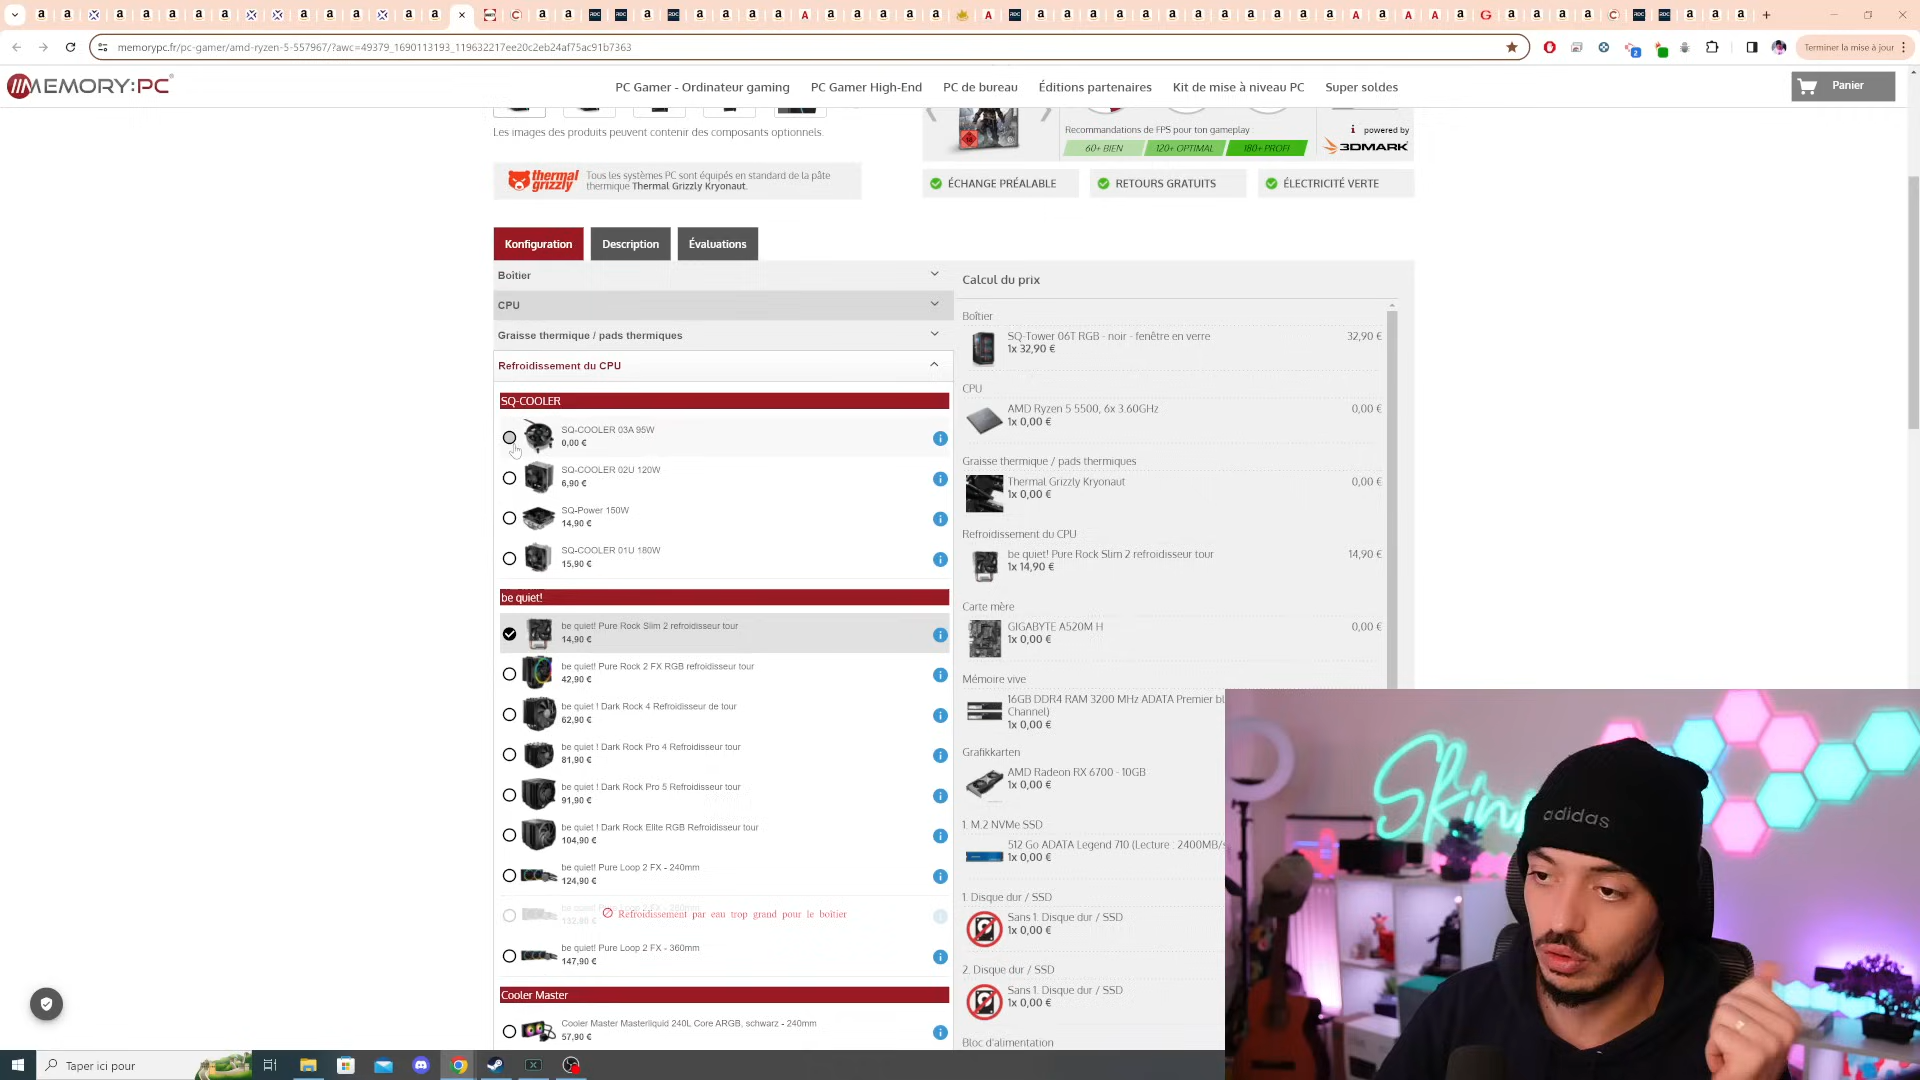 memorypc.fr/pc-gamer/amd-ryzen-5-557967/?awc=49379_1690113193_119632217ee20c2eb24af75ac91b7363
Terminer la mise à jour
MEMORY:PC
PC Gamer - Ordinateur gaming
PC Gamer High-End
PC de bureau
Éditions partenaires
Kit de mise à niveau PC
Super soldes
Panier
Les images des produits peuvent contenir des composants optionnels.
Recommandations de FPS pour ton gameplay
60+ BIEN
120+ OPTIMAL
180+ PROFI
powered by
3DMARK
thermal grizzly
Tous les systèmes PC sont équipés en standard de la pâte
thermique Thermal Grizzly Kryonaut.
ÉCHANGE PRÉALABLE
RETOURS GRATUITS
ÉLECTRICITÉ VERTE
Konfiguration
Description
Évaluations
Boîtier
CPU
Graisse thermique / pads thermiques
Refroidissement du CPU
SQ-COOLER
SQ-COOLER 03A 95W
0,00 €
SQ-COOLER 02U 120W
6,90 €
SQ-Power 150W
14,90 €
SQ-COOLER 01U 180W
15,90 €
be quiet!
be quiet! Pure Rock Slim 2 refroidisseur tour
14,90 €
be quiet! Pure Rock 2 FX RGB refroidisseur tour
42,90 €
be quiet ! Dark Rock 4 Refroidisseur de tour
62,90 €
be quiet ! Dark Rock Pro 4 Refroidisseur tour
81,90 €
be quiet ! Dark Rock Pro 5 Refroidisseur tour
91,90 €
be quiet ! Dark Rock Elite RGB Refroidisseur tour
104,90 €
be quiet! Pure Loop 2 FX - 240mm
124,90 €
Refroidissement par eau trop grand pour le boîtier
132,90 €
be quiet! Pure Loop 2 FX - 360mm
147,90 €
Cooler Master
Cooler Master Masterliquid 240L Core ARGB, schwarz - 240mm
57,90 €
Calcul du prix
Boîtier
SQ-Tower 06T RGB - noir - fenêtre en verre
32,90 €
1x 32,90 €
CPU
AMD Ryzen 5 5500, 6x 3.60GHz
0,00 €
1x 0,00 €
Graisse thermique / pads thermiques
Thermal Grizzly Kryonaut
0,00 €
1x 0,00 €
Refroidissement du CPU
be quiet! Pure Rock Slim 2 refroidisseur tour
14,90 €
1x 14,90 €
Carte mère
GIGABYTE A520M H
0,00 €
1x 0,00 €
Mémoire vive
16GB DDR4 RAM 3200 MHz ADATA Premier bl
Channel)
1x 0,00 €
Grafikkarten
AMD Radeon RX 6700 - 10GB
1x 0,00 €
1. M.2 NVMe SSD
512 Go ADATA Legend 710 (Lecture : 2400MB/s
1x 0,00 €
1. Disque dur / SSD
Sans 1. Disque dur / SSD
1x 0,00 €
2. Disque dur / SSD
Sans 1. Disque dur / SSD
1x 0,00 €
Bloc d'alimentation
adidas
Taper ici pour